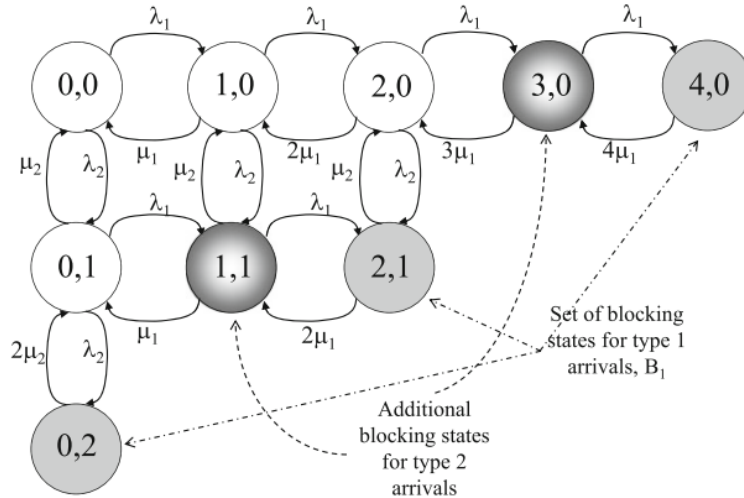 λ₁ λ₁ λ₁ λ₁
0,0 1,0 2,0 3,0 4,0
μ₁ 2μ₁ 3μ₁ 4μ₁
μ₂ λ₂ μ₂ λ₂ μ₂ λ₂
λ₁ λ₁
0,1 1,1 2,1
μ₁ 2μ₁
2μ₂ λ₂
0,2
Set of blocking
states for type 1
arrivals, B₁
Additional
blocking states
for type 2
arrivals